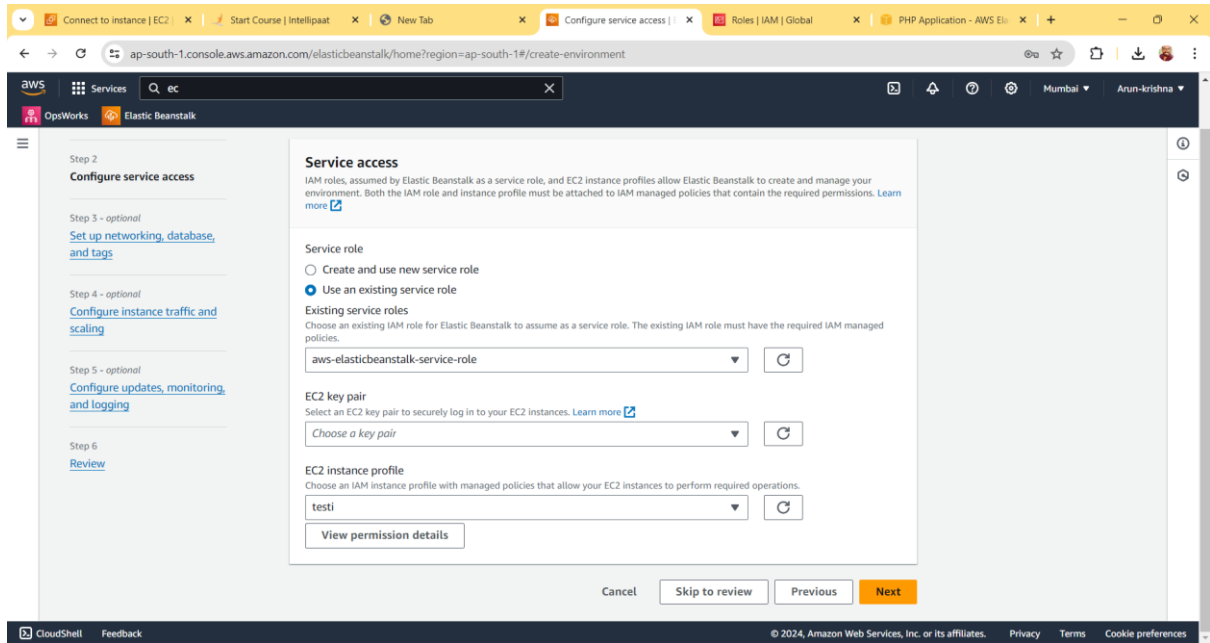 Connect to instance | EC2 |
Start Course | Intellipaat
New Tab
Configure service access | E
Roles | IAM | Global
PHP Application - AWS Ela
ap-south-1.console.aws.amazon.com/elasticbeanstalk/home?region=ap-south-1#/create-environment
aws
Services
ec
Mumbai
Arun-krishna
OpsWorks
Elastic Beanstalk
Step 2
Configure service access
Step 3 - optional
Set up networking, database,
and tags
Step 4 - optional
Configure instance traffic and
scaling
Step 5 - optional
Configure updates, monitoring,
and logging
Step 6
Review
Service access
IAM roles, assumed by Elastic Beanstalk as a service role, and EC2 instance profiles allow Elastic Beanstalk to create and manage your
environment. Both the IAM role and instance profile must be attached to IAM managed policies that contain the required permissions. Learn
more
Service role
Create and use new service role
Use an existing service role
Existing service roles
Choose an existing IAM role for Elastic Beanstalk to assume as a service role. The existing IAM role must have the required IAM managed
policies.
aws-elasticbeanstalk-service-role
EC2 key pair
Select an EC2 key pair to securely log in to your EC2 instances. Learn more
Choose a key pair
EC2 instance profile
Choose an IAM instance profile with managed policies that allow your EC2 instances to perform required operations.
testi
View permission details
Cancel
Skip to review
Previous
Next
CloudShell
Feedback
© 2024, Amazon Web Services, Inc. or its affiliates.
Privacy
Terms
Cookie preferences